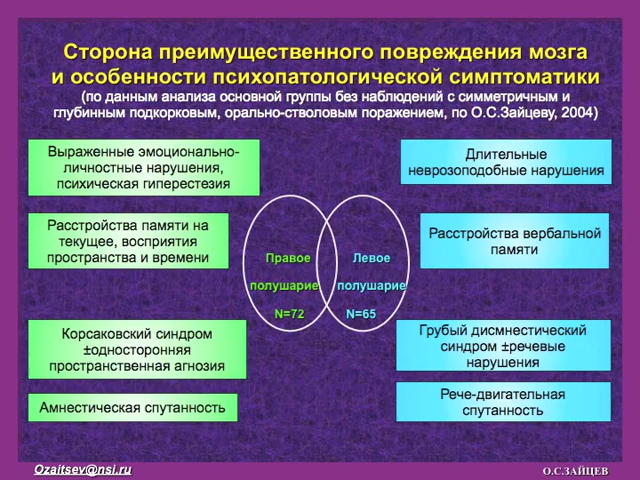 Сторона преимущественного повреждения мозга
и особенности психопатологической симптоматики
(по данным анализа основной группы без наблюдений с симметричным и
глубинным подкорковым, орально-стволовым поражением, по О.С.Зайцеву, 2004)
Выраженные эмоционально-
личностные нарушения,
психическая гиперестезия
Длительные
неврозоподобные нарушения
Расстройства памяти на
текущее, восприятия
пространства и времени
Расстройства вербальной
памяти
Правое
полушарие
N=72
Левое
полушарие
N=65
Корсаковский синдром
±односторонняя
пространственная агнозия
Грубый дисмнестический
синдром ±речевые
нарушения
Амнестическая спутанность
Рече-двигательная
спутанность
Ozaitsev@nsi.ru
О.С.ЗАЙЦЕВ